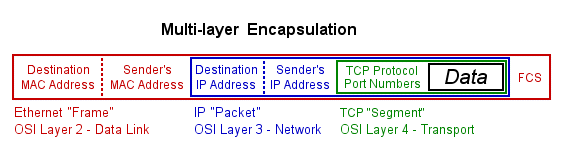 Multi-layer Encapsulation
Destination MAC Address
Sender's MAC Address
Destination IP Address
Sender's IP Address
TCP Protocol Port Numbers
Data
FCS
Ethernet "Frame"
OSI Layer 2 - Data Link
IP "Packet"
OSI Layer 3 - Network
TCP "Segment"
OSI Layer 4 - Transport